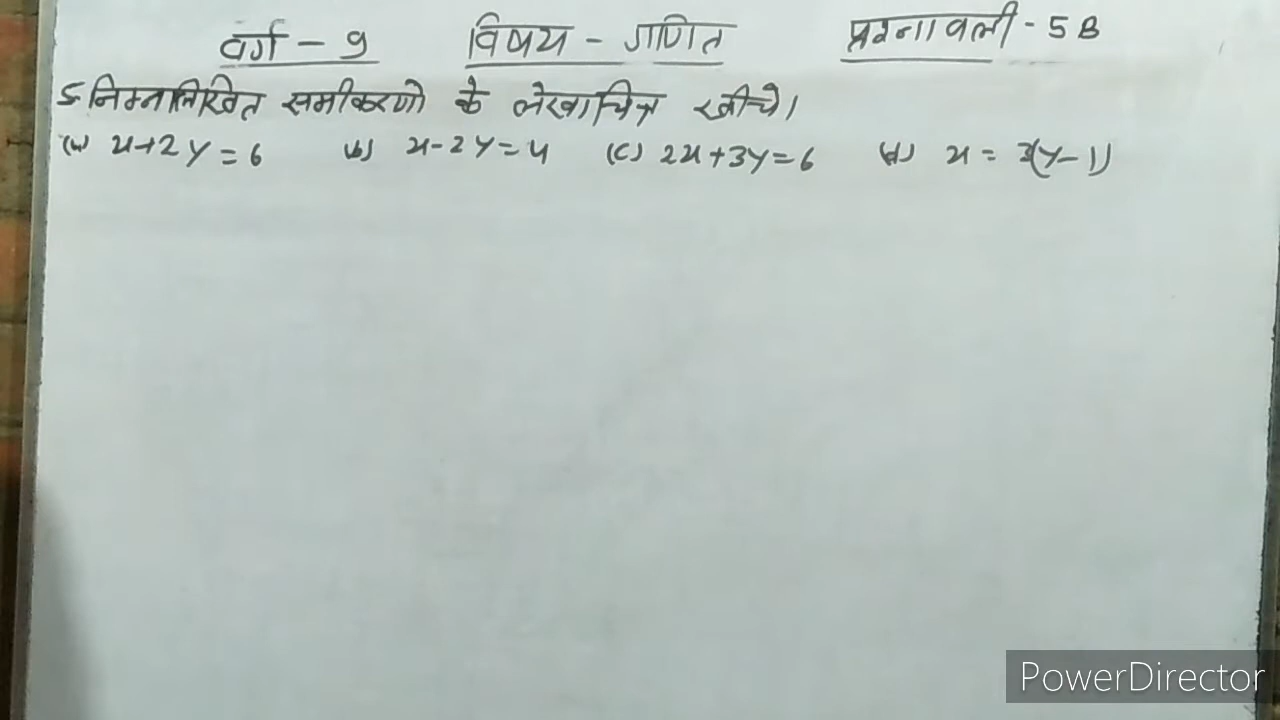 वर्ग - 9 विषय - गणित प्रश्नावली - 5 B
5. निम्नलिखित समीकरणो के लेखाचित्र खीचे।
(a) x+2y=6 (b) x-2y=4 (c) 2x+3y=6 (d) x = 3(y-1)
PowerDirector